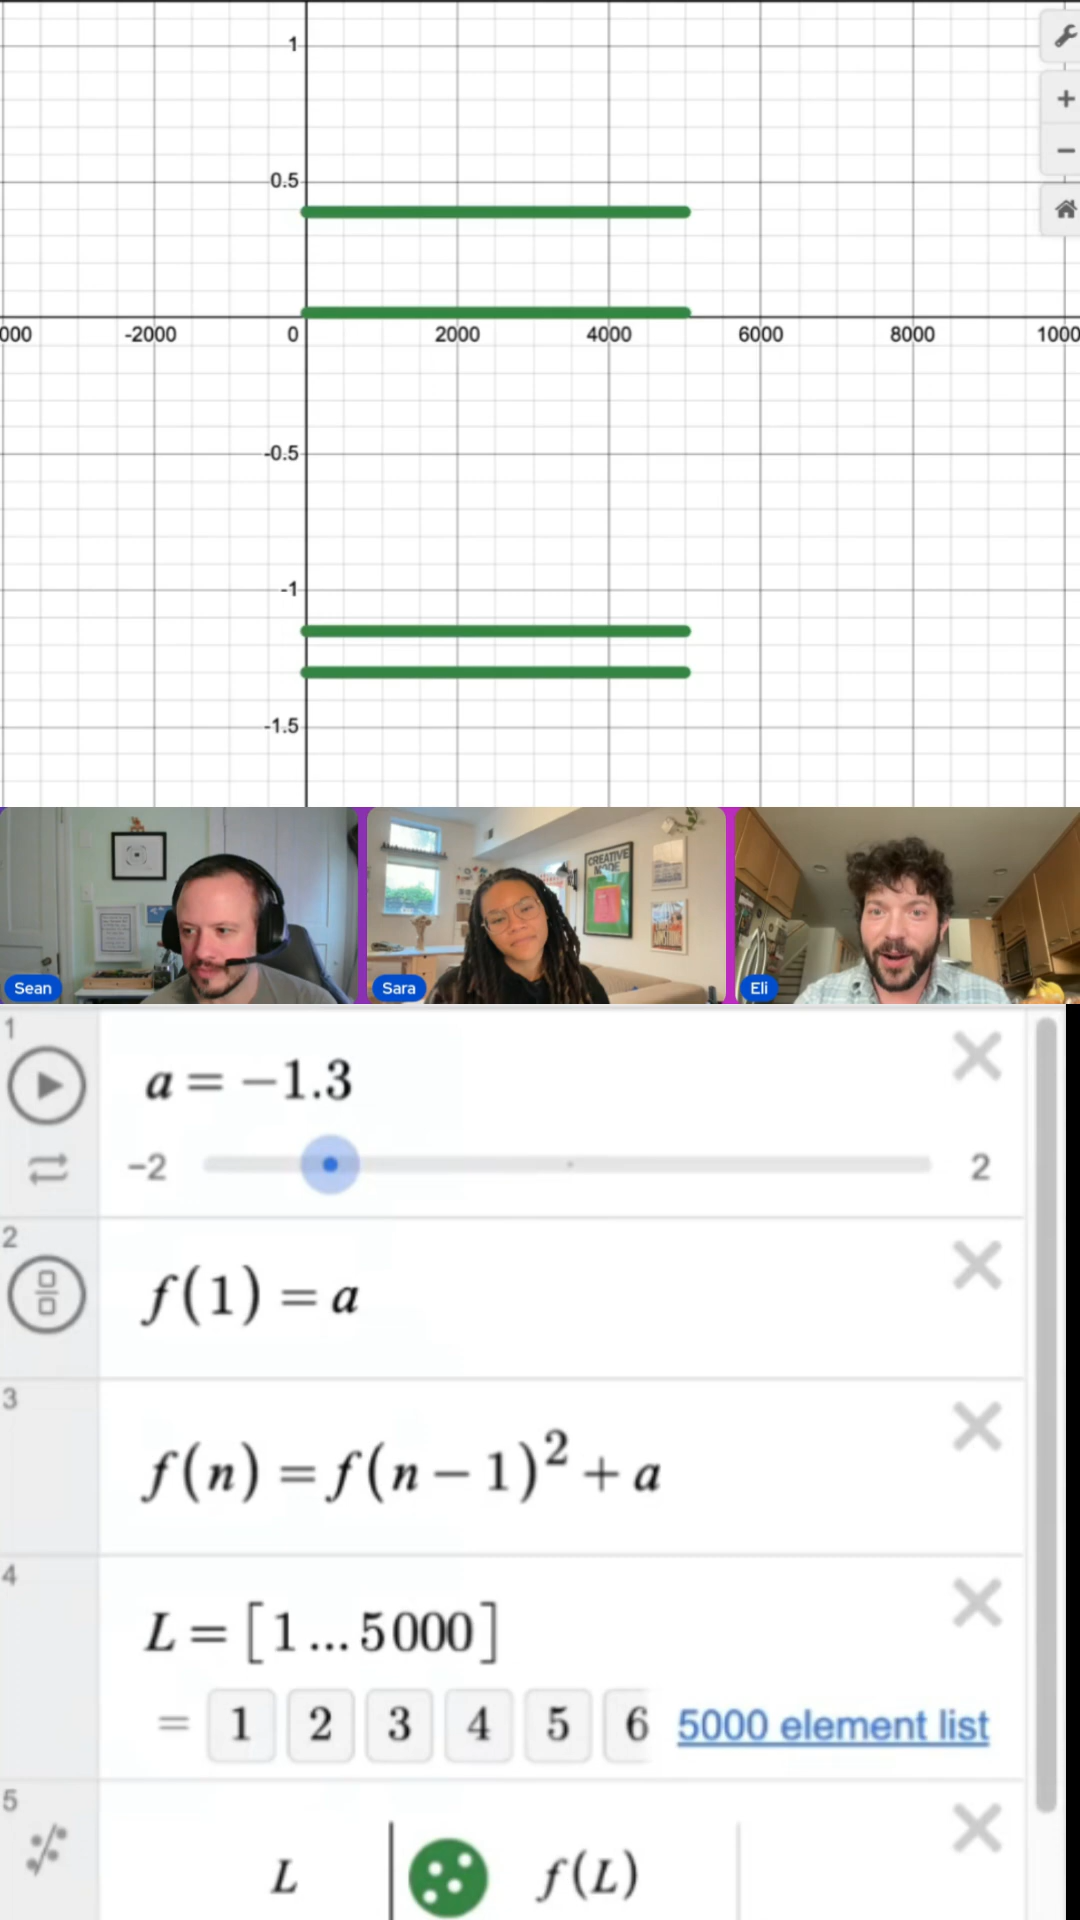 1
0.5
000
-2000
0
2000
4000
6000
8000
1000
-0.5
-1
-1.5
CREATIVE
MODE
Sean
Sara
Eli
1
a = −1.3
−2
2
2
f(1) = a
3
f(n) = f(n − 1)² + a
4
L = [1...5000]
= 1 2 3 4 5 6 5000 element list
5
L f(L)